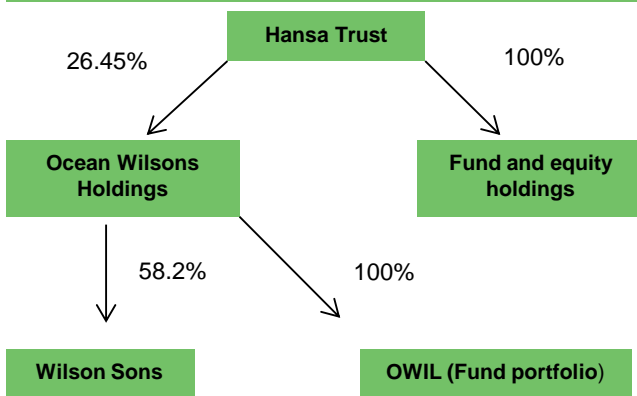 Hansa Trust
26.45%
100%
Ocean Wilsons
Holdings
Fund and equity
holdings
58.2%
100%
Wilson Sons
OWIL (Fund portfolio)